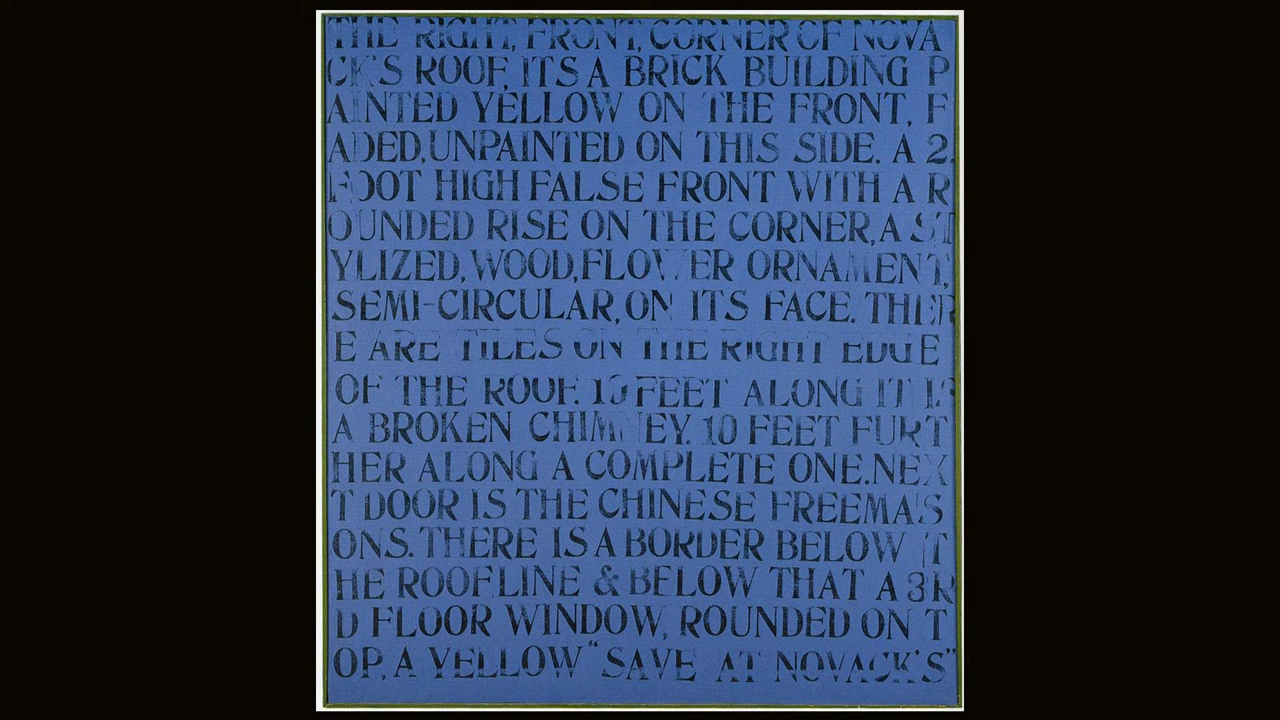 THE RIGHT, FRONT, CORNER OF NOVA
CK'S ROOF, ITS A BRICK BUILDING P
AINTED YELLOW ON THE FRONT, F
ADED, UNPAINTED ON THIS SIDE. A 2.
FOOT HIGH FALSE FRONT WITH A R
OUNDED RISE ON THE CORNER, A ST
YLIZED, WOOD, FLOWER ORNAMENT,
SEMI-CIRCULAR, ON ITS FACE. THER
E ARE TILES ON THE RIGHT EDGE
OF THE ROOF. 10 FEET ALONG IT IS
A BROKEN CHIMNEY. 10 FEET FURT
HER ALONG A COMPLETE ONE. NEX
T DOOR IS THE CHINESE FREEMA'S
ONS. THERE IS A BORDER BELOW T
HE ROOFLINE & BELOW THAT A 3R
D FLOOR WINDOW, ROUNDED ON T
OP, A YELLOW "SAVE AT NOVACK'S"